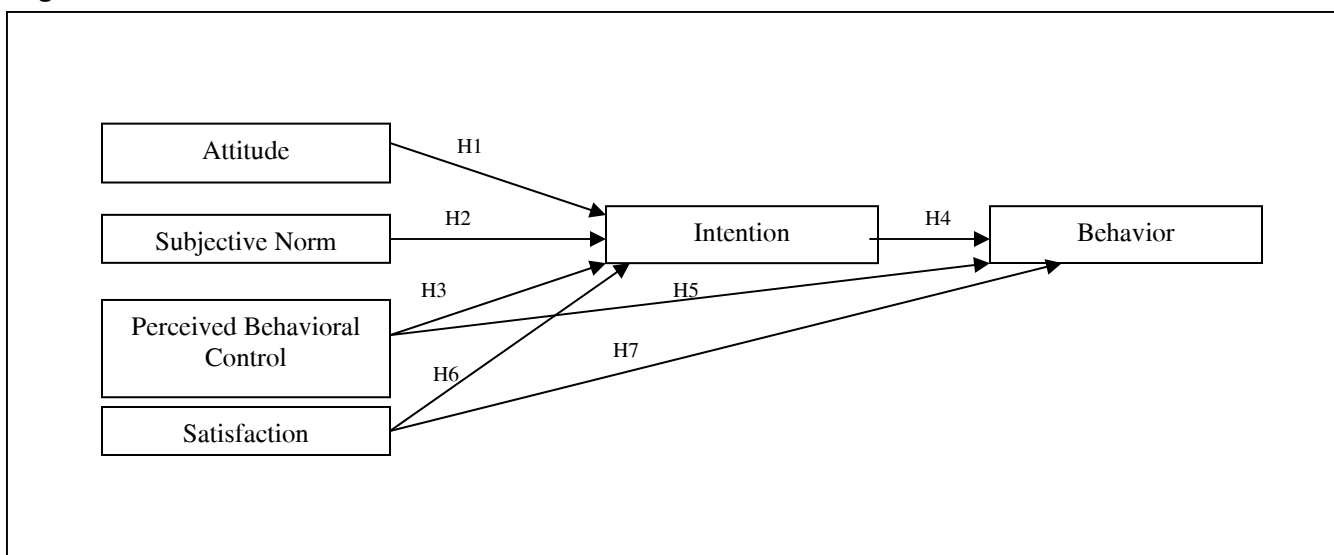 Attitude
H1
Subjective Norm
H2
Intention
H4
Behavior
H3
H5
Perceived Behavioral
Control
H7
H6
Satisfaction